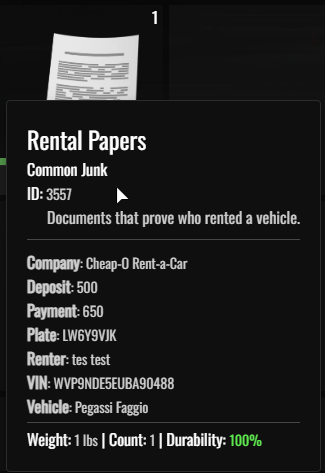 1
Rental Papers
Common Junk
ID: 3557
Documents that prove who rented a vehicle.
Company: Cheap-O Rent-a-Car
Deposit: 500
Payment: 650
Plate: LW6Y9VJK
Renter: tes test
VIN: WVP9NDE5EUBA90488
Vehicle: Pegassi Faggio
Weight: 1 lbs | Count: 1 | Durability: 100%